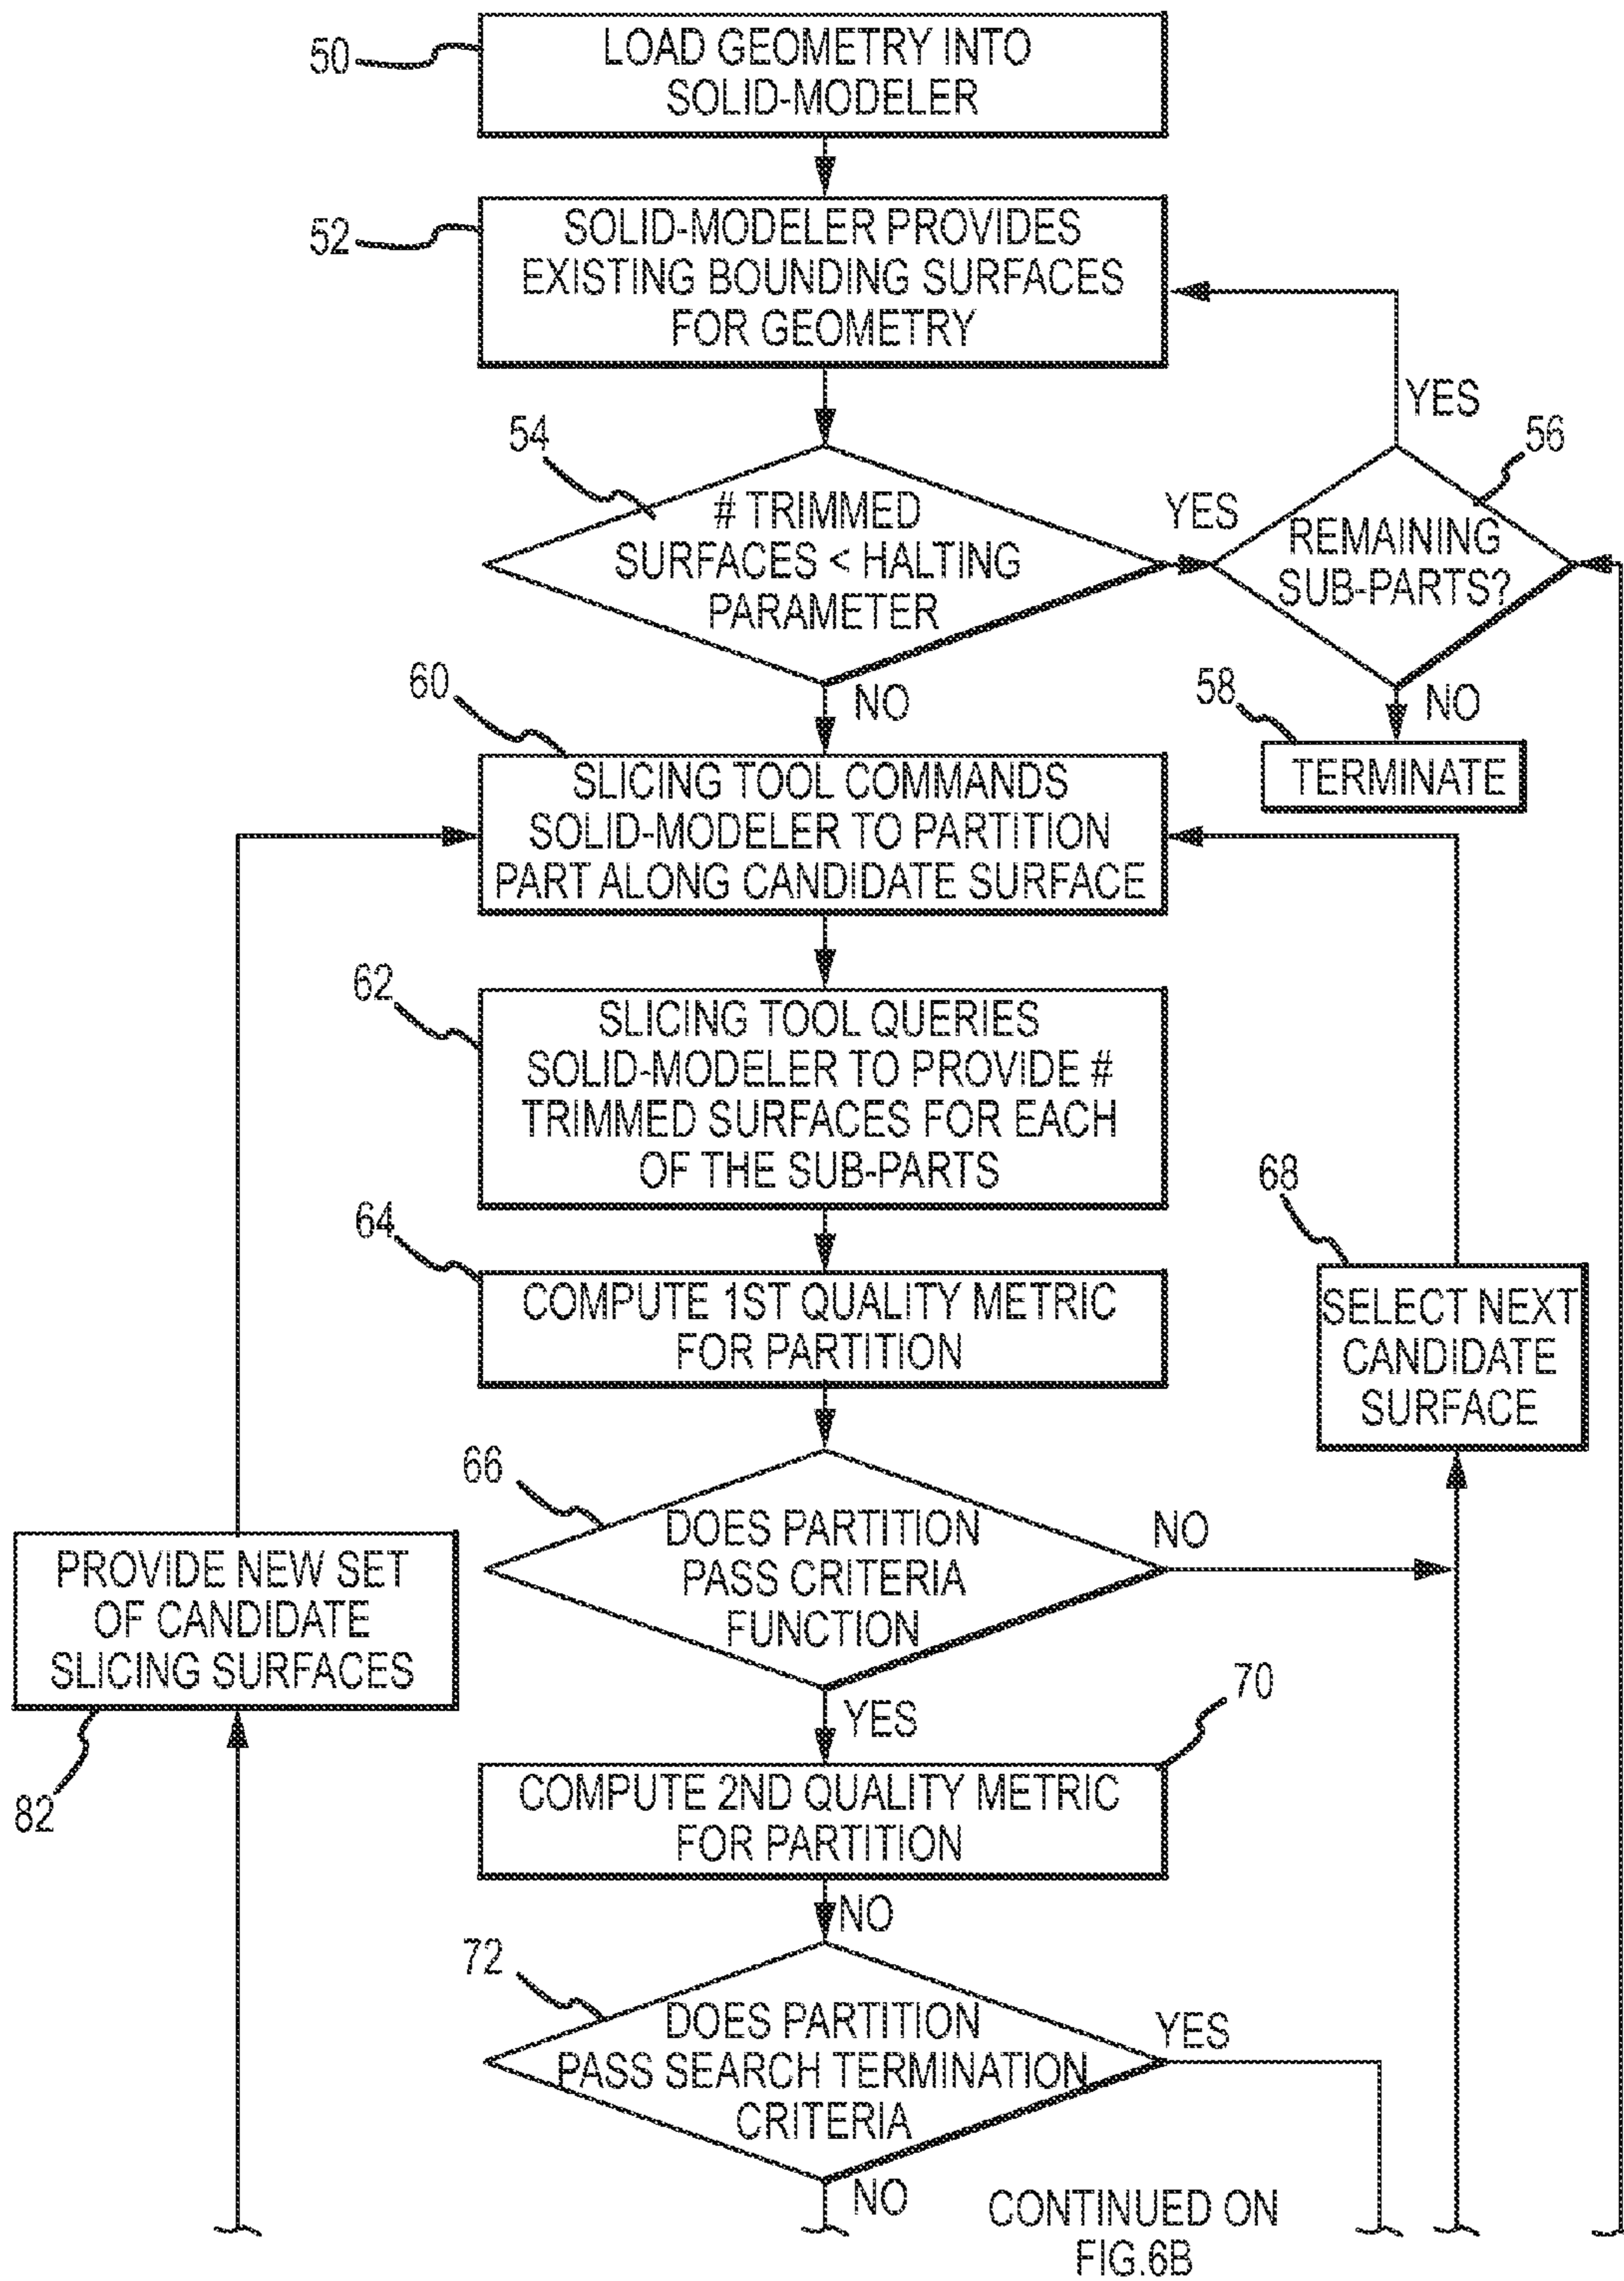 50
LOAD GEOMETRY INTO
SOLID-MODELER
52
SOLID-MODELER PROVIDES
EXISTING BOUNDING SURFACES
FOR GEOMETRY
YES
54
56
# TRIMMED
SURFACES < HALTING
PARAMETER
YES
REMAINING
SUB-PARTS?
60
NO
58
NO
TERMINATE
SLICING TOOL COMMANDS
SOLID-MODELER TO PARTITION
PART ALONG CANDIDATE SURFACE
62
SLICING TOOL QUERIES
SOLID-MODELER TO PROVIDE #
TRIMMED SURFACES FOR EACH
OF THE SUB-PARTS
68
64
COMPUTE 1ST QUALITY METRIC
FOR PARTITION
SELECT NEXT
CANDIDATE
SURFACE
66
DOES PARTITION
PASS CRITERIA
FUNCTION
NO
PROVIDE NEW SET
OF CANDIDATE
SLICING SURFACES
82
YES
70
COMPUTE 2ND QUALITY METRIC
FOR PARTITION
NO
72
DOES PARTITION
PASS SEARCH TERMINATION
CRITERIA
YES
NO
CONTINUED ON
FIG.6B